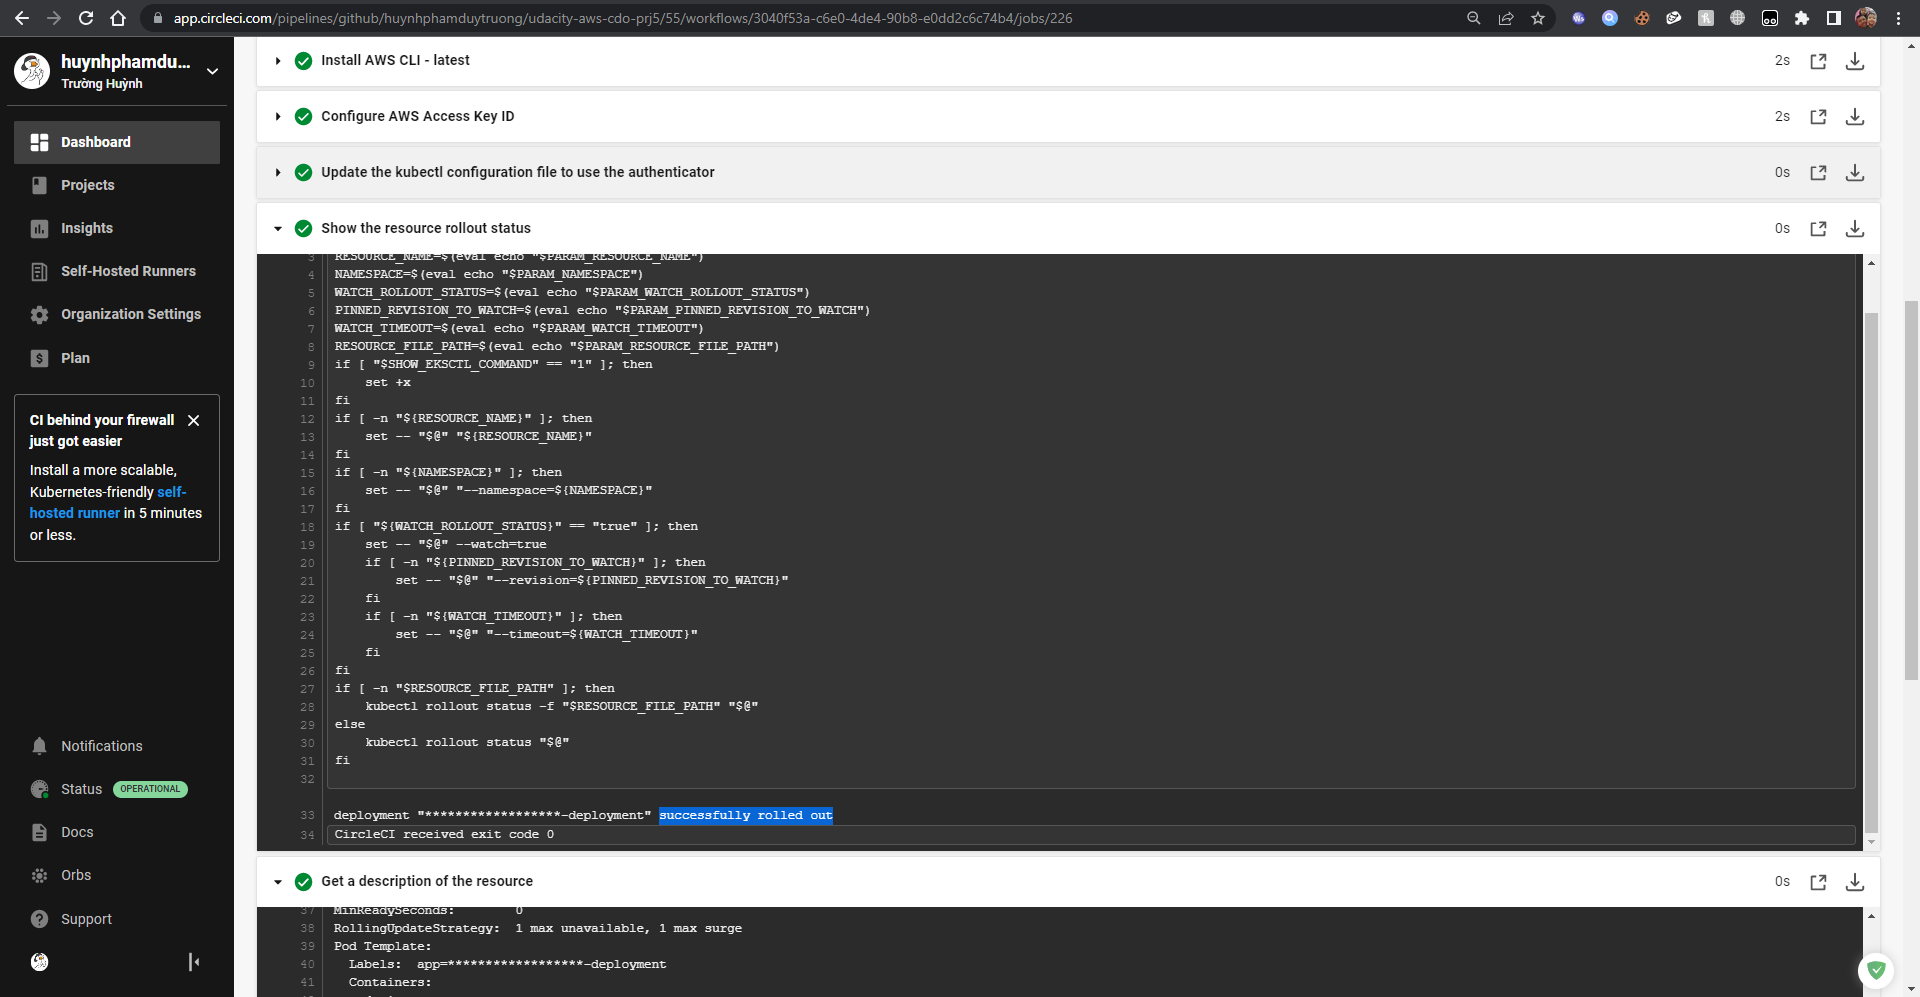 app.circleci.com/pipelines/github/huynhphamduytruong/udacity-aws-cdo-prj5/55/workflows/3040f53a-c6e0-4de4-90b8-e0dd2c6c74b4/jobs/226
huynhphamdu...
Trường Huỳnh
Dashboard
Projects
Insights
Self-Hosted Runners
Organization Settings
Plan
CI behind your firewall
just got easier
Install a more scalable,
Kubernetes-friendly self-
hosted runner in 5 minutes
or less.
Notifications
Status OPERATIONAL
Docs
Orbs
Support
Install AWS CLI - latest 2s
Configure AWS Access Key ID 2s
Update the kubectl configuration file to use the authenticator 0s
Show the resource rollout status 0s
3 RESOURCE_NAME=$(eval echo "$PARAM_RESOURCE_NAME")
4 NAMESPACE=$(eval echo "$PARAM_NAMESPACE")
5 WATCH_ROLLOUT_STATUS=$(eval echo "$PARAM_WATCH_ROLLOUT_STATUS")
6 PINNED_REVISION_TO_WATCH=$(eval echo "$PARAM_PINNED_REVISION_TO_WATCH")
7 WATCH_TIMEOUT=$(eval echo "$PARAM_WATCH_TIMEOUT")
8 RESOURCE_FILE_PATH=$(eval echo "$PARAM_RESOURCE_FILE_PATH")
9 if [ "$SHOW_EKSCTL_COMMAND" == "1" ]; then
10 set +x
11 fi
12 if [ -n "${RESOURCE_NAME}" ]; then
13 set -- "$@" "${RESOURCE_NAME}"
14 fi
15 if [ -n "${NAMESPACE}" ]; then
16 set -- "$@" "--namespace=${NAMESPACE}"
17 fi
18 if [ "${WATCH_ROLLOUT_STATUS}" == "true" ]; then
19 set -- "$@" --watch=true
20 if [ -n "${PINNED_REVISION_TO_WATCH}" ]; then
21 set -- "$@" "--revision=${PINNED_REVISION_TO_WATCH}"
22 fi
23 if [ -n "${WATCH_TIMEOUT}" ]; then
24 set -- "$@" "--timeout=${WATCH_TIMEOUT}"
25 fi
26 fi
27 if [ -n "$RESOURCE_FILE_PATH" ]; then
28 kubectl rollout status -f "$RESOURCE_FILE_PATH" "$@"
29 else
30 kubectl rollout status "$@"
31 fi
32
33 deployment "******************-deployment" successfully rolled out
34 CircleCI received exit code 0
Get a description of the resource 0s
37 MinReadySeconds: 0
38 RollingUpdateStrategy: 1 max unavailable, 1 max surge
39 Pod Template:
40 Labels: app=******************-deployment
41 Containers: